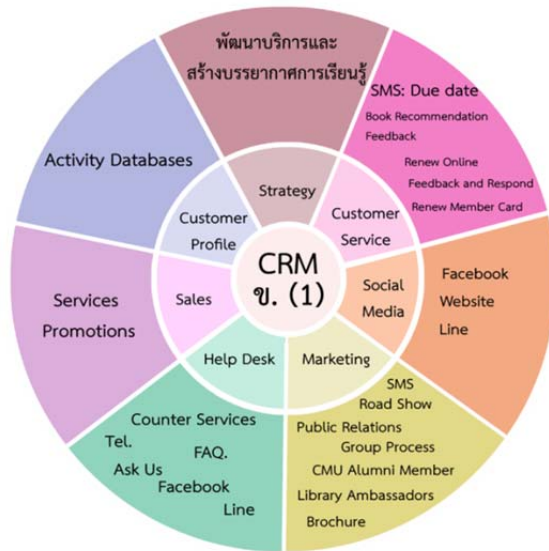 พัฒนาบริการและ
สร้างบรรยากาศการเรียนรู้
SMS: Due date
Book Recommendation
Feedback
Renew Online
Feedback and Respond
Renew Member Card
Activity Databases
Strategy
Customer
Profile
Customer
Service
CRM
ข. (1)
Services
Promotions
Sales
Social
Media
Facebook
Website
Line
Help Desk
Marketing
Counter Services
Tel.
FAQ.
Ask Us
Facebook
Line
SMS
Road Show
Public Relations
Group Process
CMU Alumni Member
Library Ambassadors
Brochure